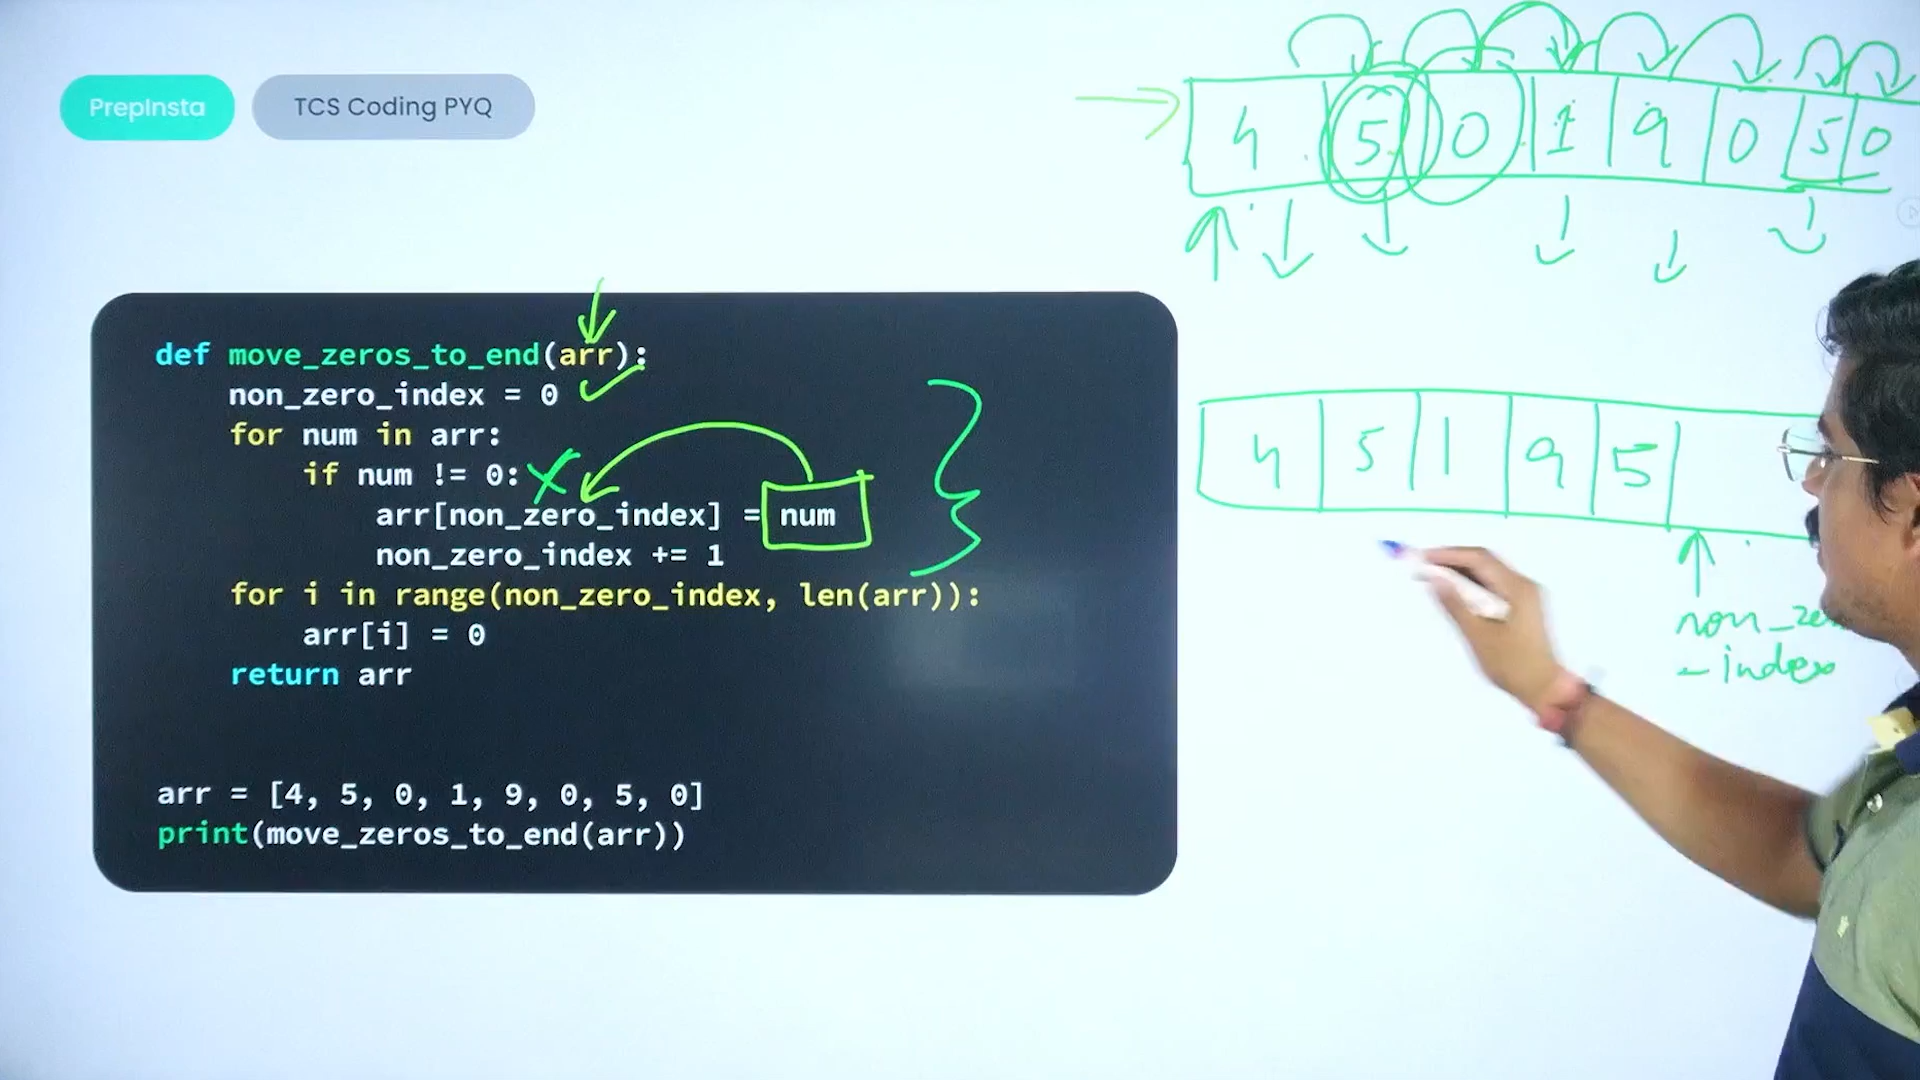 PrepInsta
TCS Coding PYQ
4 5 0 1 9 0 5 0
def move_zeros_to_end(arr):
    non_zero_index = 0
    for num in arr:
        if num != 0:
            arr[non_zero_index] = num
            non_zero_index += 1
    for i in range(non_zero_index, len(arr)):
        arr[i] = 0
    return arr
arr = [4, 5, 0, 1, 9, 0, 5, 0]
print(move_zeros_to_end(arr))
4 5 1 9 5
- index